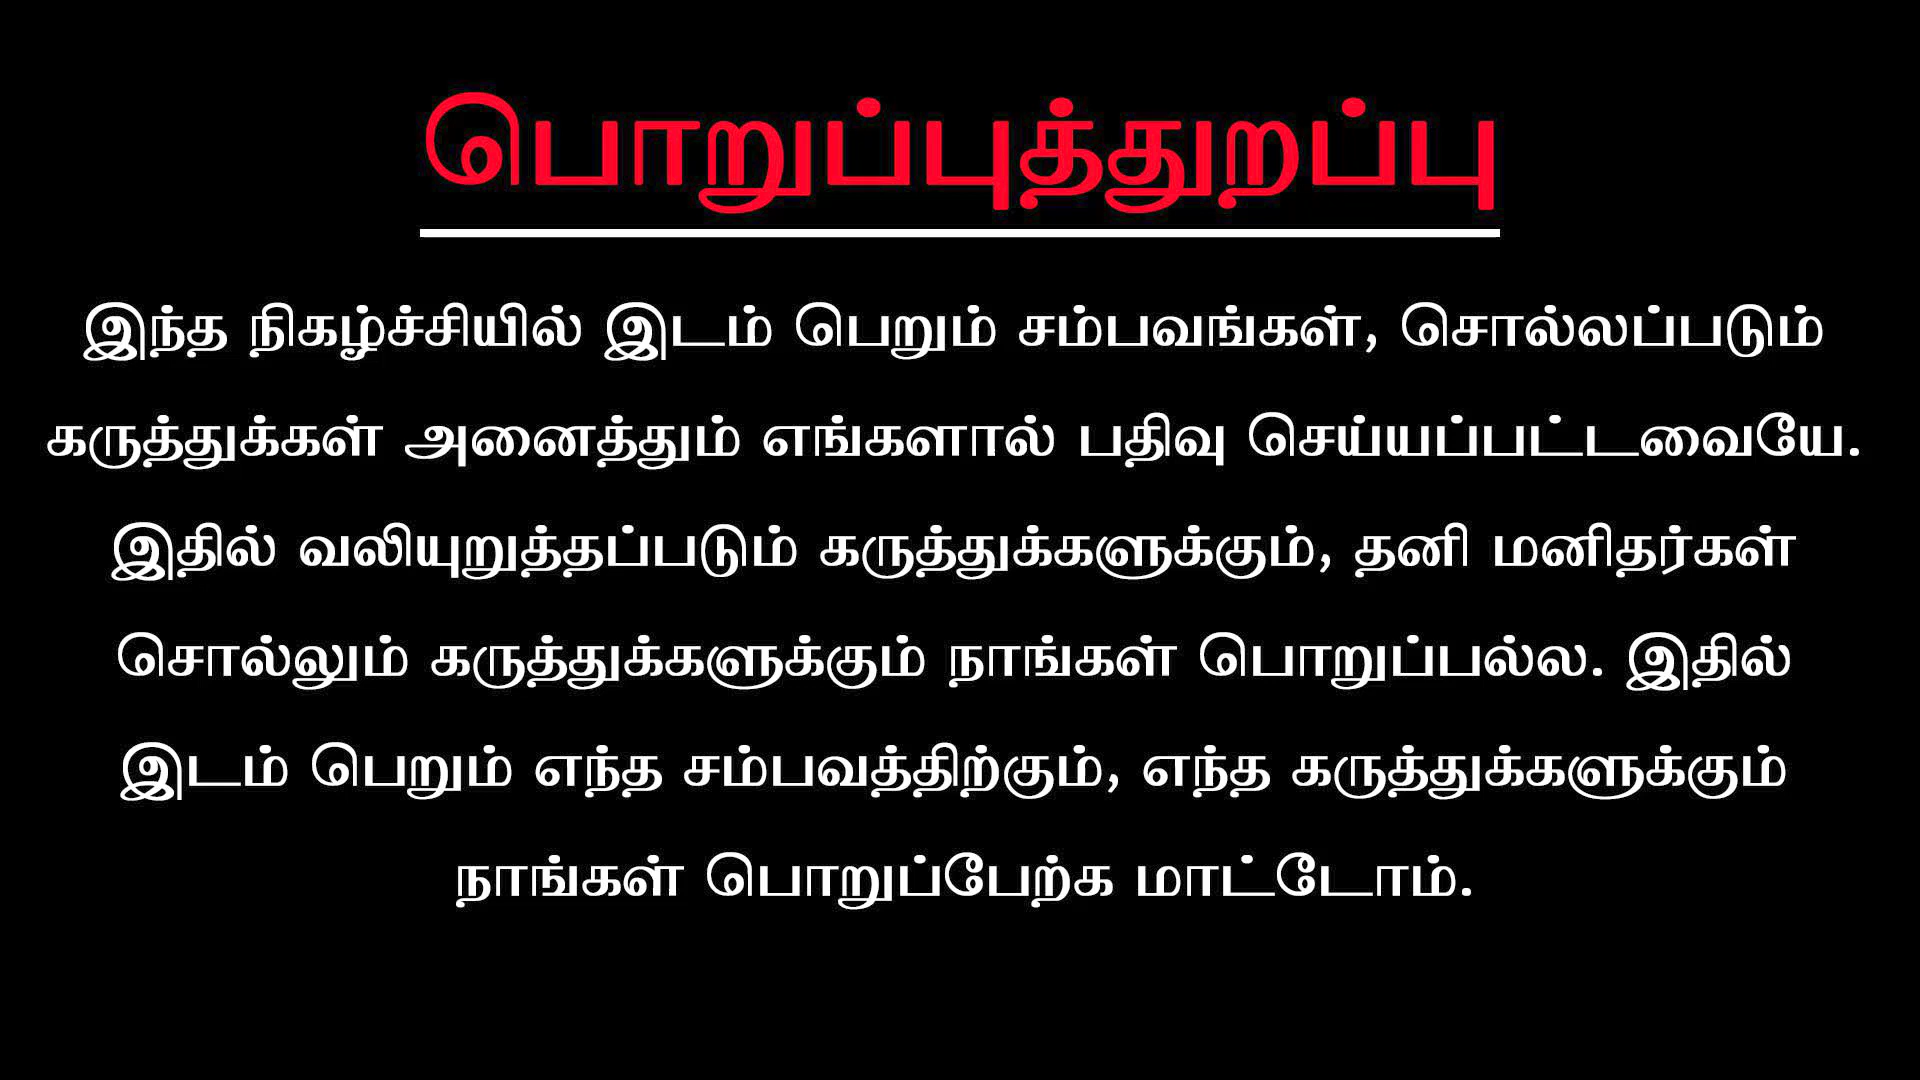 பொறுப்புத்துறப்பு
இந்த நிகழ்ச்சியில் இடம் பெறும் சம்பவங்கள், சொல்லப்படும்
கருத்துக்கள் அனைத்தும் எங்களால் பதிவு செய்யப்பட்டவையே.
இதில் வலியுறுத்தப்படும் கருத்துக்களுக்கும், தனி மனிதர்கள்
சொல்லும் கருத்துக்களுக்கும் நாங்கள் பொறுப்பல்ல. இதில்
இடம் பெறும் எந்த சம்பவத்திற்கும், எந்த கருத்துக்களுக்கும்
நாங்கள் பொறுப்பேற்க மாட்டோம்.